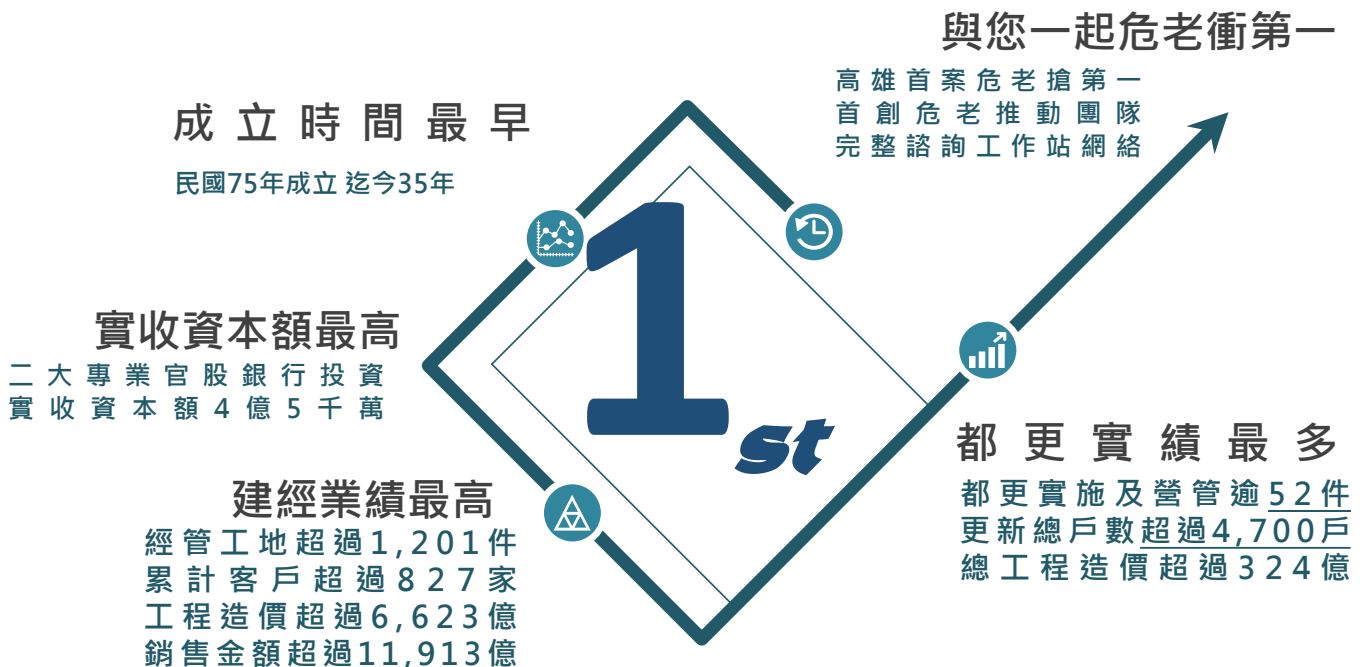 與您一起危老衝第一
高雄首案危老搶第一
首創危老推動團隊
完整諮詢工作站網絡
成立時間最早
民國75年成立 迄今35年
1st
實收資本額最高
二大專業官股銀行投資
實收資本額4億5千萬
建經業績最高
經管工地超過1,201件
累計客戶超過827家
工程造價超過6,623億
銷售金額超過11,913億
都更實績最多
都更實施及營管逾52件
更新總戶數超過4,700戶
總工程造價超過324億